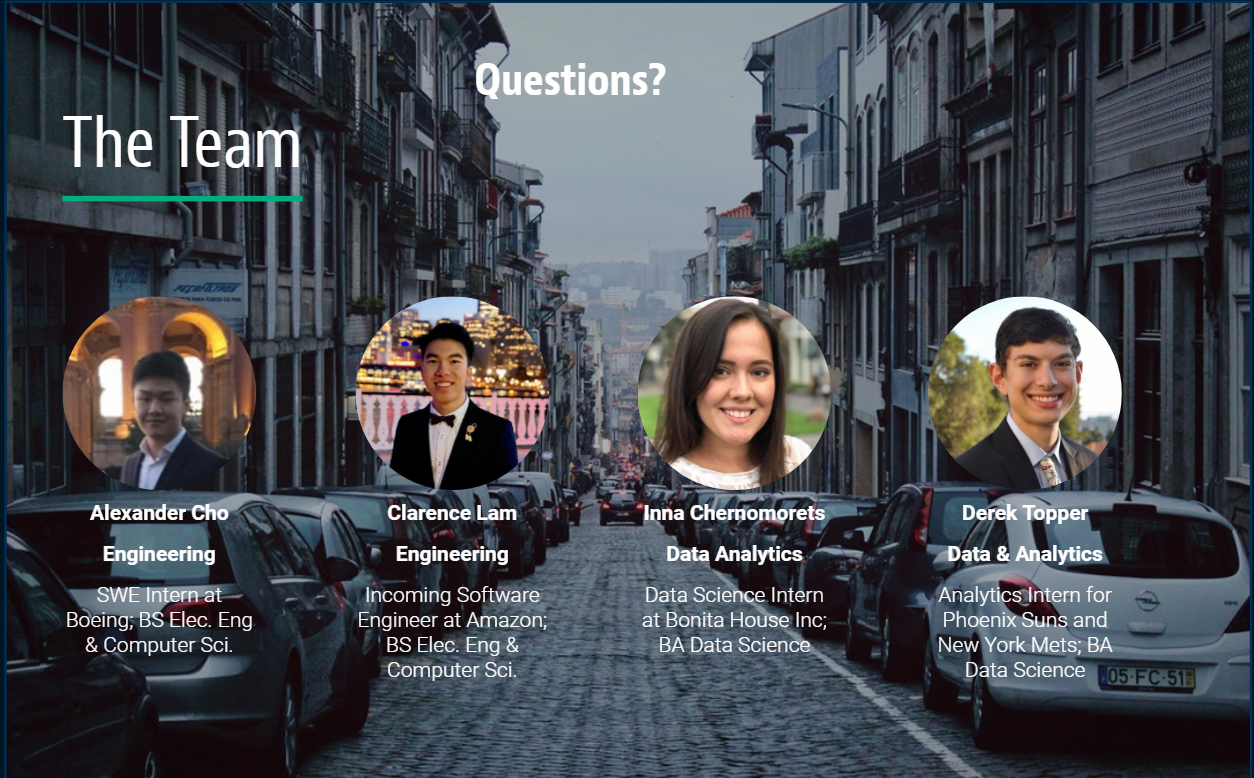 Questions?
The Team
Alexander Cho
Engineering
SWE Intern at
Boeing; BS Elec. Eng
& Computer Sci.
Clarence Lam
Engineering
Incoming Software
Engineer at Amazon;
BS Elec. Eng &
Computer Sci.
Inna Chernomorets
Data Analytics
Data Science Intern
at Bonita House Inc;
BA Data Science
Derek Topper
Data & Analytics
Analytics Intern for
Phoenix Suns and
New York Mets; BA
Data Science
05-FC-51